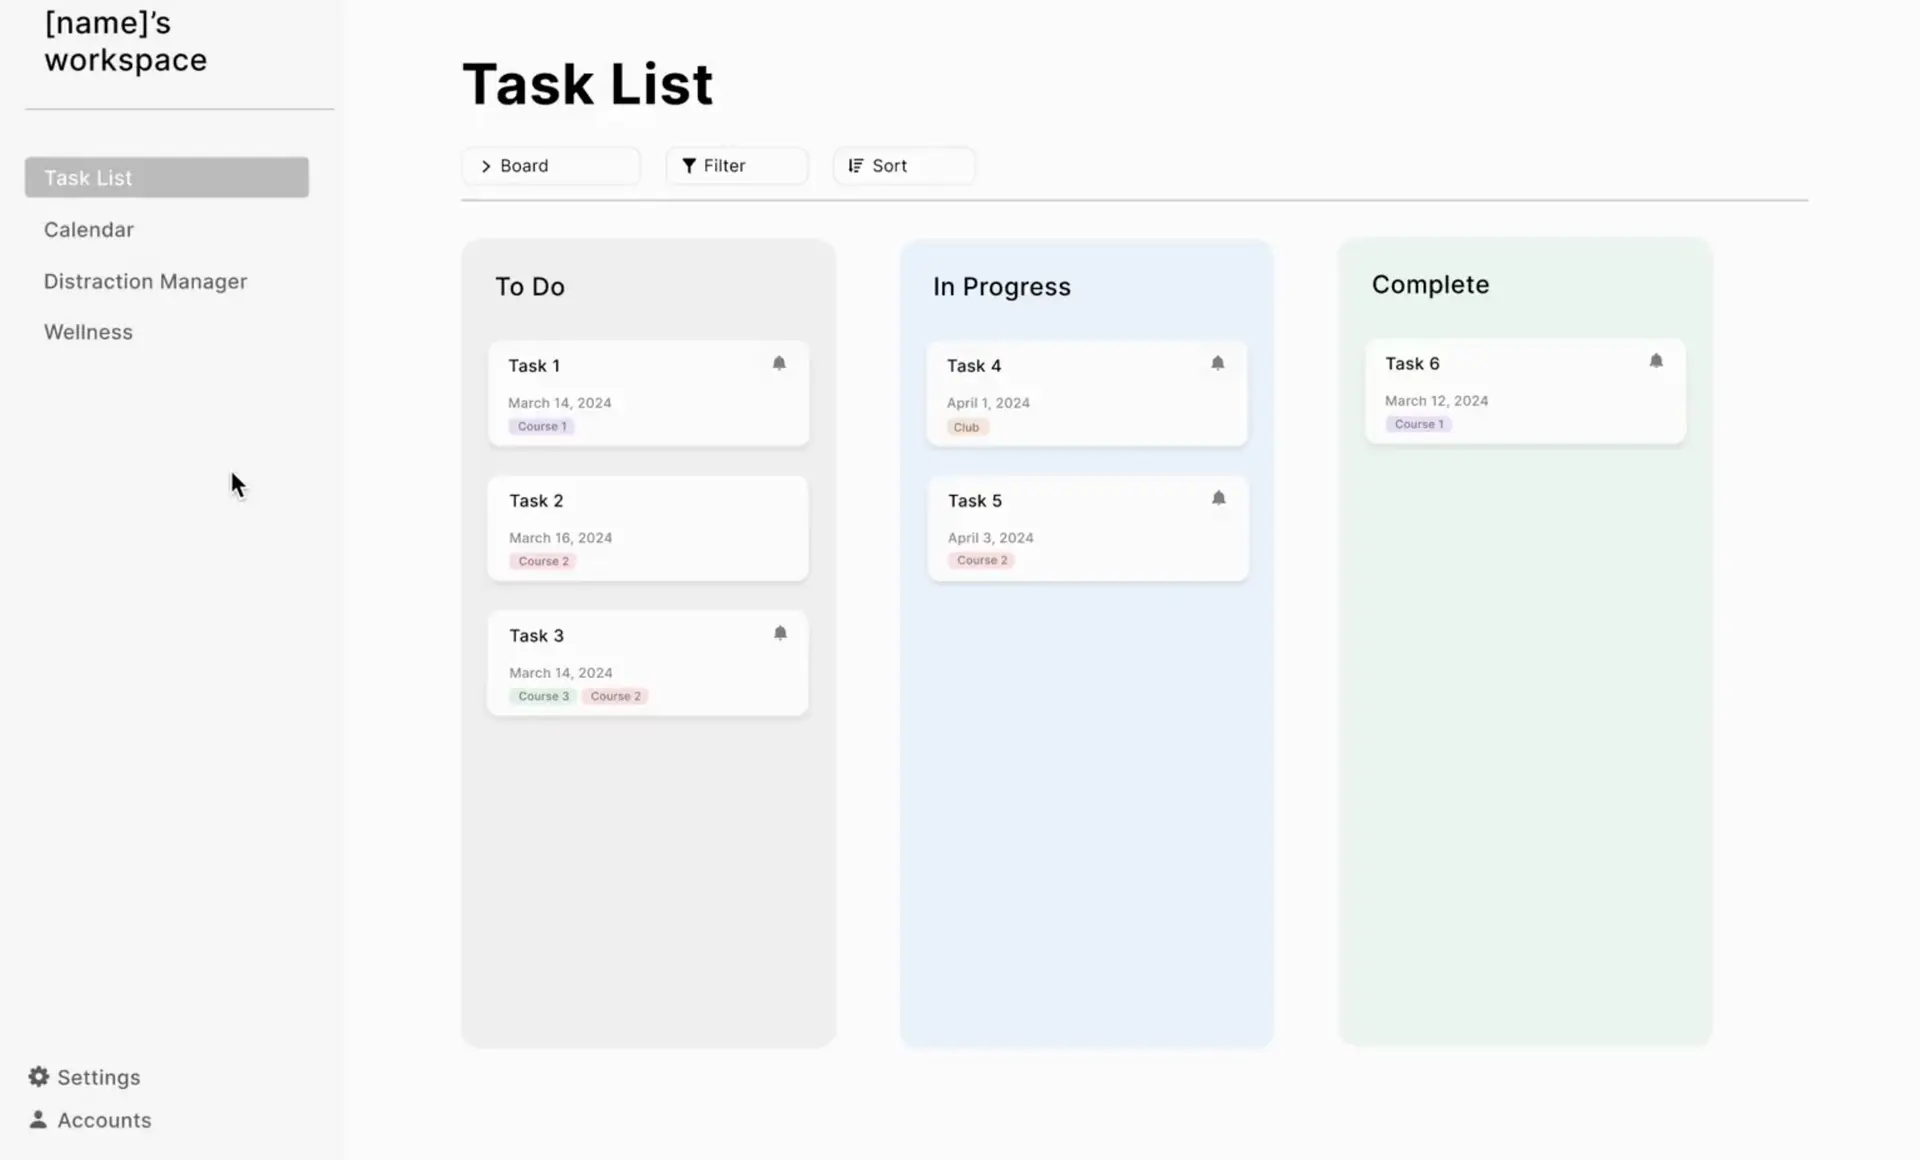 [name]’s
workspace
Task List
Calendar
Distraction Manager
Wellness
Settings
Accounts
Task List
Board
Filter
Sort
To Do
Task 1
March 14, 2024
Course 1
Task 2
March 16, 2024
Course 2
Task 3
March 14, 2024
Course 3 Course 2
In Progress
Task 4
April 1, 2024
Club
Task 5
April 3, 2024
Course 2
Complete
Task 6
March 12, 2024
Course 1